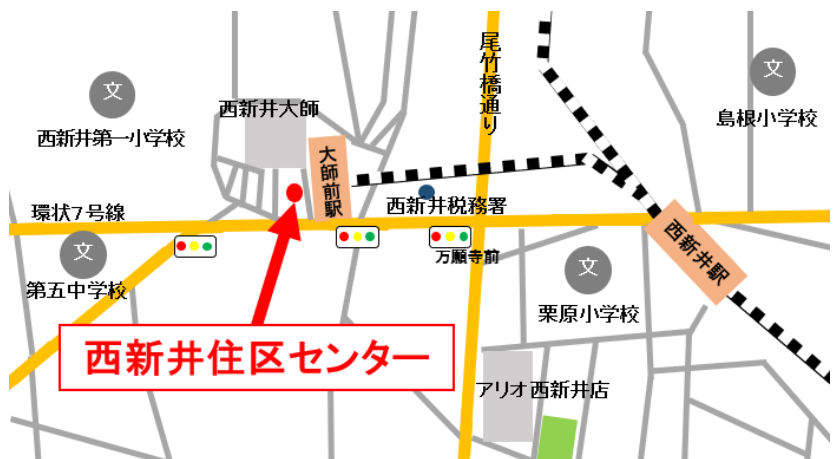 尾竹橋通り
文
西新井第一小学校
西新井大師
大師前駅
文
島根小学校
環状7号線
西新井税務署
文
第五中学校
万願寺前
西新井駅
文
栗原小学校
西新井住区センター
アリオ西新井店